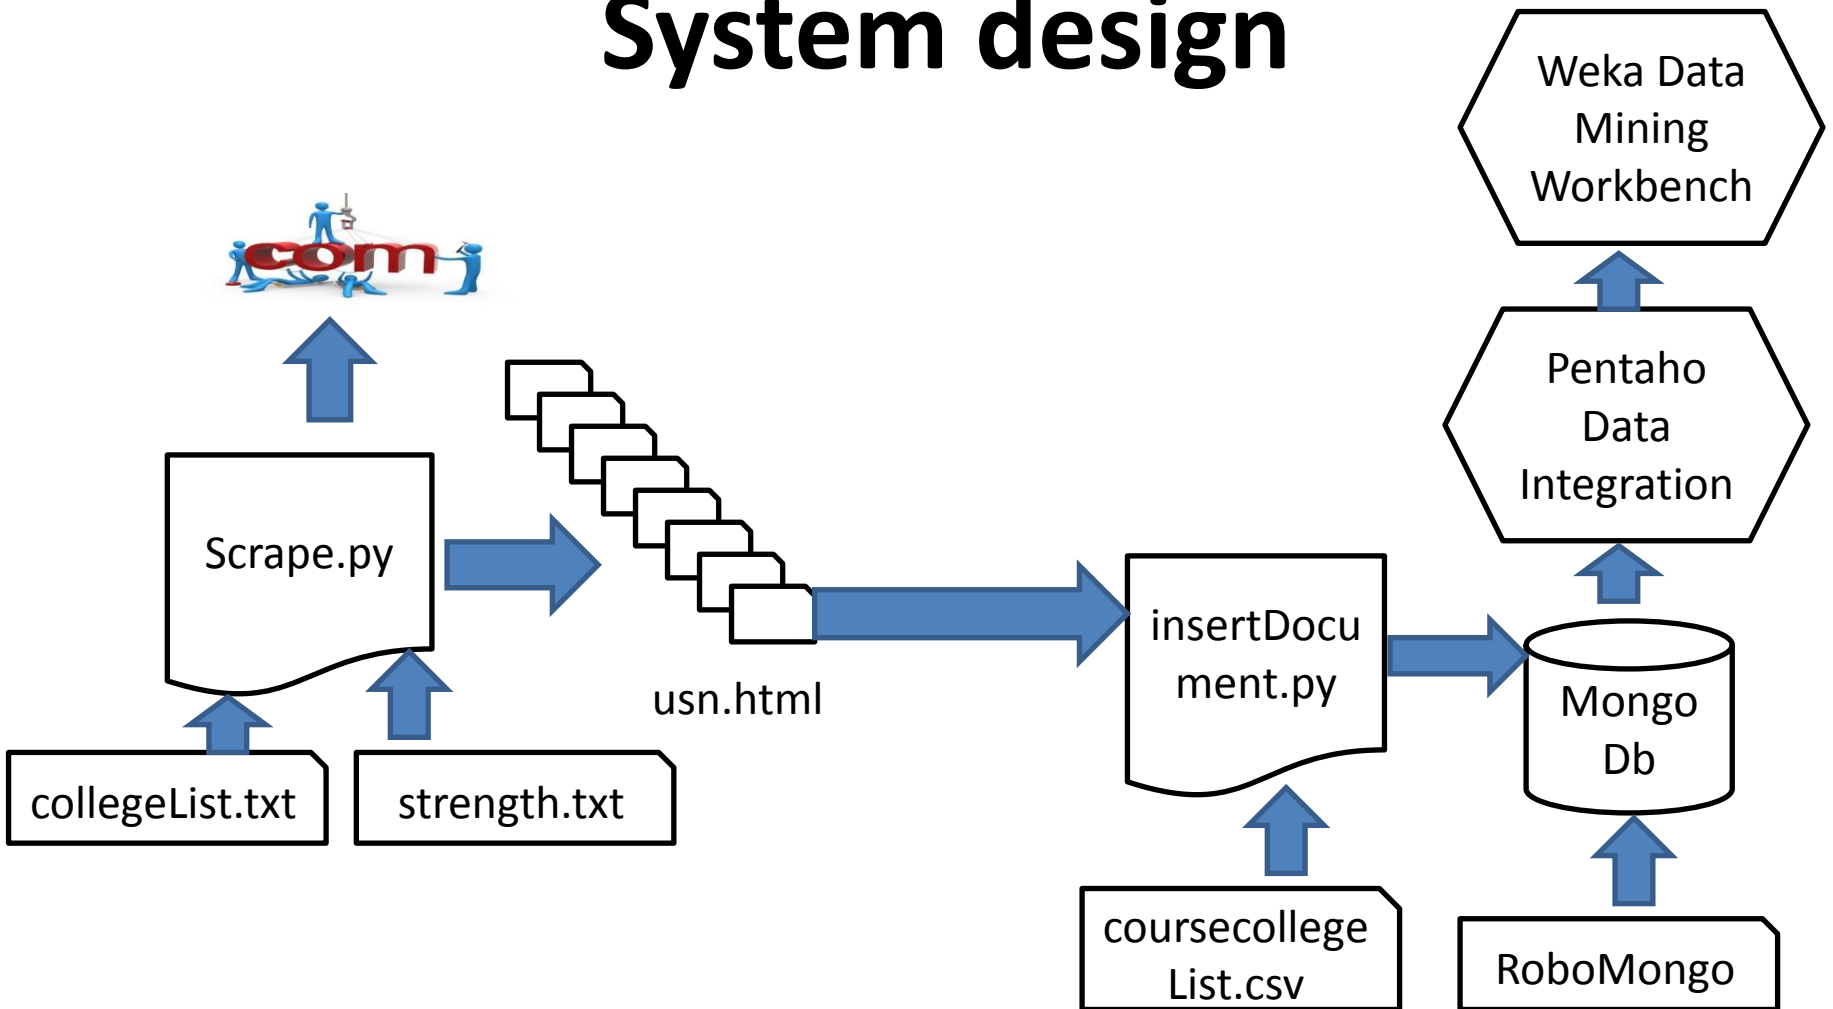 System design
Weka Data
Mining
Workbench
com
Pentaho
Data
Integration
Scrape.py
insertDocu
ment.py
usn.html
Mongo
Db
collegeList.txt
strength.txt
coursecollege
List.csv
RoboMongo